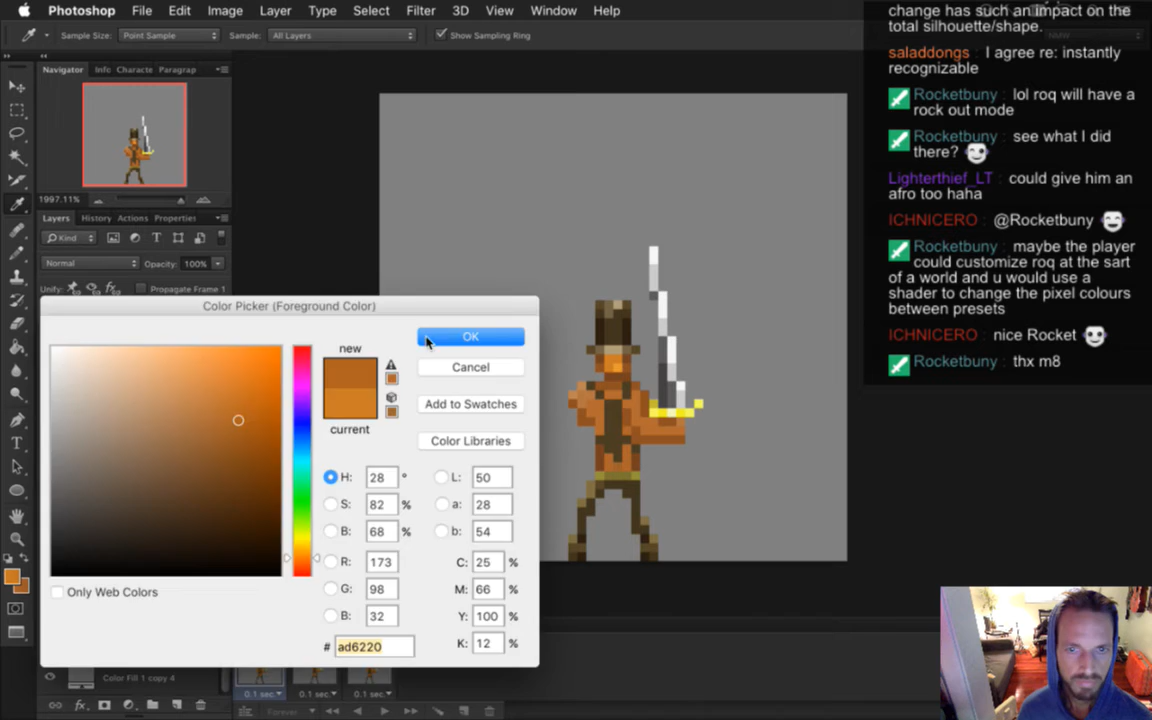 Photoshop File Edit Image Layer Type Select Filter 3D View Window Help
Sample Size: Point Sample Sample: All Layers Show Sampling Ring
Navigator Info Characte Paragrap
1997.11%
Layers History Actions Properties
Kind
Normal Opacity: 100%
Unify: Propagate Frame 1
Color Picker (Foreground Color)
new
current
OK
Cancel
Add to Swatches
Color Libraries
H: 28 °
S: 82 %
B: 68 %
R: 173
G: 98
B: 32
# ad6220
L: 50
a: 28
b: 54
C: 25 %
M: 66 %
Y: 100 %
K: 12 %
Only Web Colors
Color Fill 1 copy 4
0.1 sec. 0.1 sec. 0.1 sec.
Forever
change has such an impact on the
total silhouette/shape.
saladdongs : I agree re: instantly
recognizable
Rocketbuny : lol roq will have a
rock out mode
Rocketbuny : see what I did
there?
Lighterthief_LT : could give him an
afro too haha
ICHNICERO : @Rocketbuny
Rocketbuny : maybe the player
could customize roq at the sart
of a world and u would use a
shader to change the pixel colours
between presets
ICHNICERO : nice Rocket
Rocketbuny : thx m8